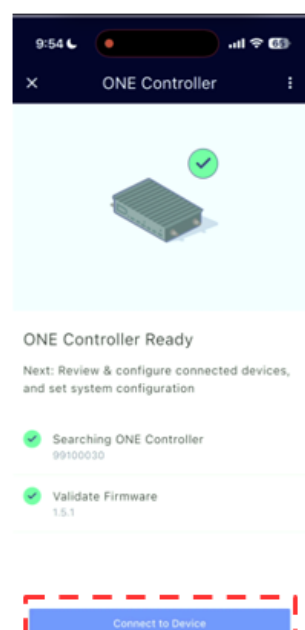 9:54
65
ONE Controller
ONE Controller Ready
Next: Review & configure connected devices,
and set system configuration
Searching ONE Controller
99100030
Validate Firmware
1.5.1
Connect to Device